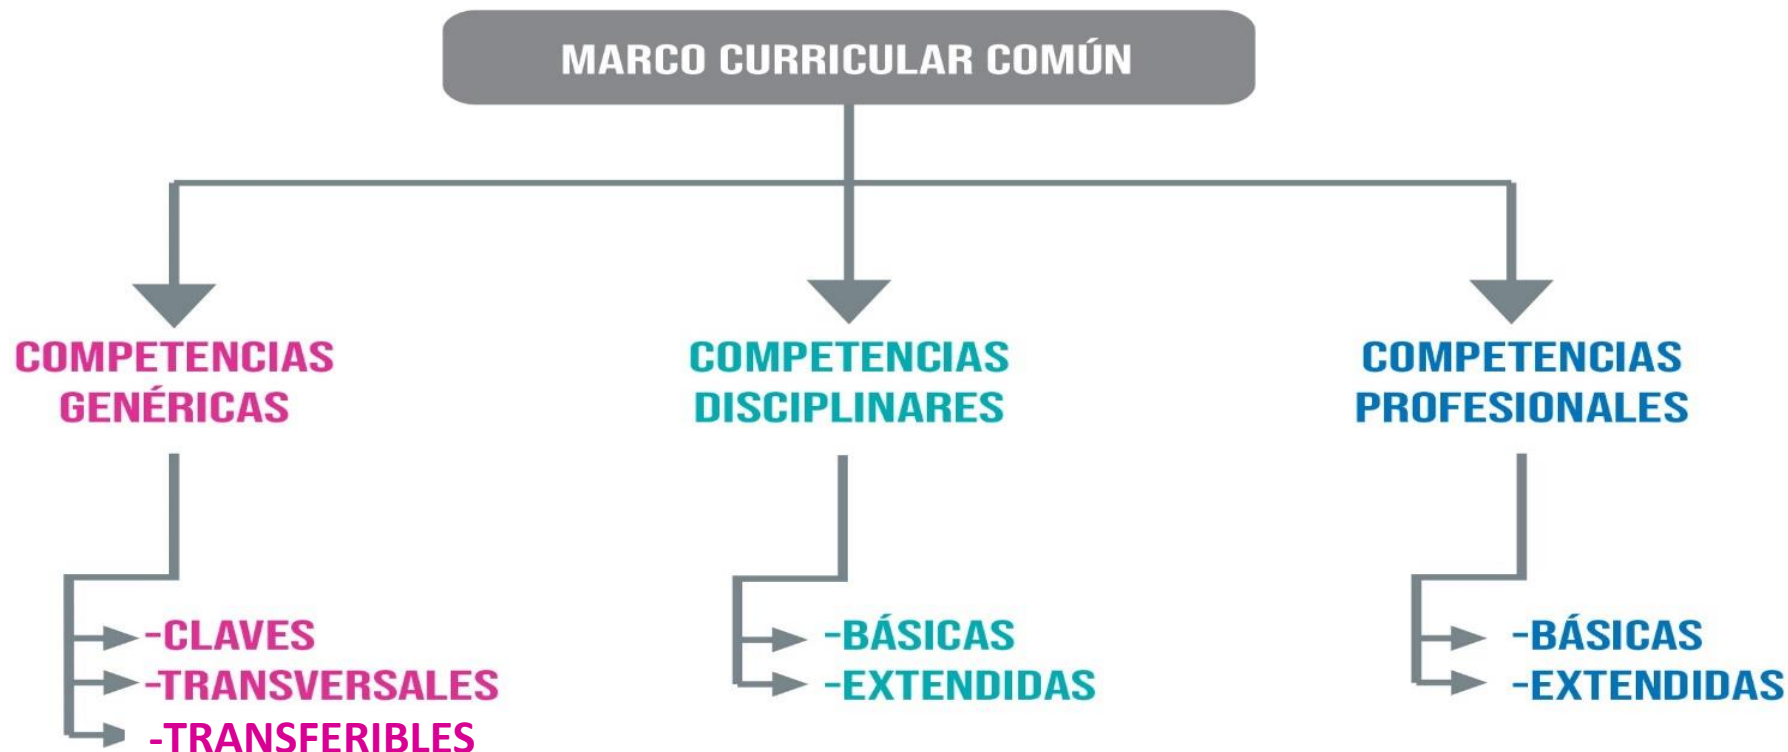 MARCO CURRICULAR COMÚN
COMPETENCIAS
GENÉRICAS
-CLAVES
-TRANSVERSALES
-TRANSFERIBLES
COMPETENCIAS
DISCIPLINARES
-BÁSICAS
-EXTENDIDAS
COMPETENCIAS
PROFESIONALES
-BÁSICAS
-EXTENDIDAS